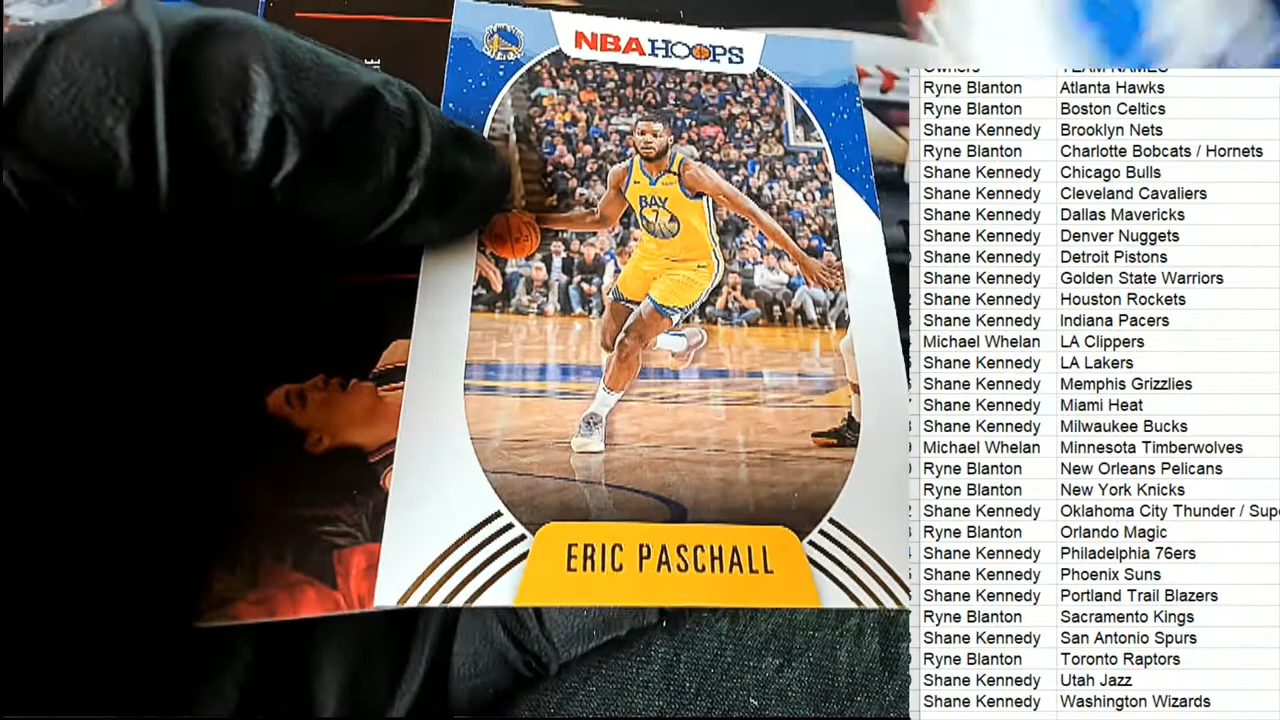 NBA HOOPS
BAY
7
ERIC PASCHALL
Owners TEAM NAMES
Ryne Blanton Atlanta Hawks
Ryne Blanton Boston Celtics
Shane Kennedy Brooklyn Nets
Ryne Blanton Charlotte Bobcats / Hornets
Shane Kennedy Chicago Bulls
Shane Kennedy Cleveland Cavaliers
Shane Kennedy Dallas Mavericks
Shane Kennedy Denver Nuggets
Shane Kennedy Detroit Pistons
Shane Kennedy Golden State Warriors
Shane Kennedy Houston Rockets
Shane Kennedy Indiana Pacers
Michael Whelan LA Clippers
Shane Kennedy LA Lakers
Shane Kennedy Memphis Grizzlies
Shane Kennedy Miami Heat
Shane Kennedy Milwaukee Bucks
Michael Whelan Minnesota Timberwolves
Ryne Blanton New Orleans Pelicans
Ryne Blanton New York Knicks
Shane Kennedy Oklahoma City Thunder / Supe
Ryne Blanton Orlando Magic
Shane Kennedy Philadelphia 76ers
Shane Kennedy Phoenix Suns
Shane Kennedy Portland Trail Blazers
Ryne Blanton Sacramento Kings
Shane Kennedy San Antonio Spurs
Ryne Blanton Toronto Raptors
Shane Kennedy Utah Jazz
Shane Kennedy Washington Wizards